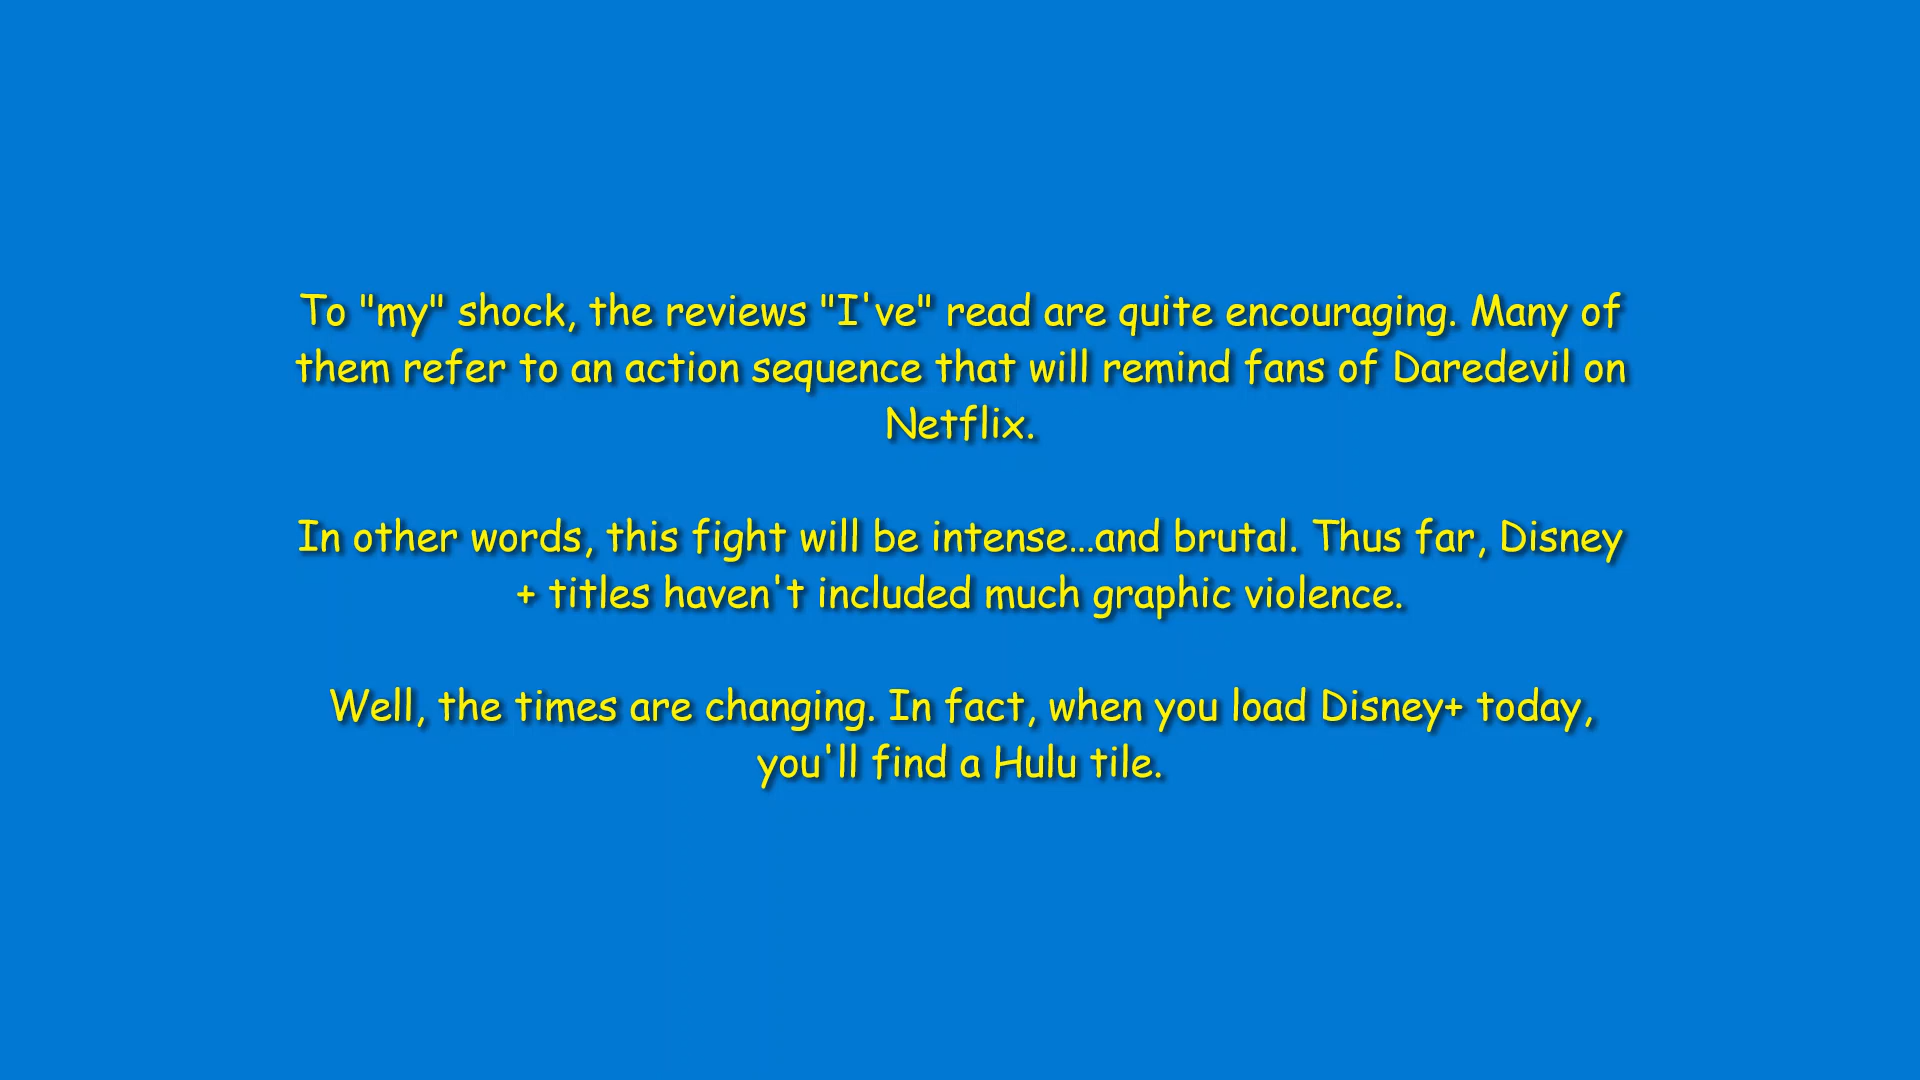 To "my" shock, the reviews "I've" read are quite encouraging. Many of
them refer to an action sequence that will remind fans of Daredevil on
Netflix.
In other words, this fight will be intense...and brutal. Thus far, Disney
+ titles haven't included much graphic violence.
Well, the times are changing. In fact, when you load Disney+ today,
you'll find a Hulu tile.